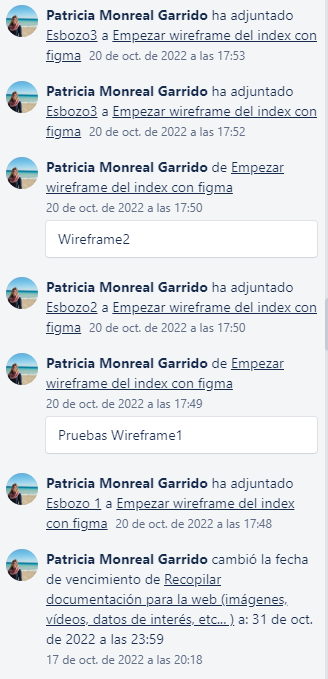 Patricia Monreal Garrido ha adjuntado
Esbozo3 a Empezar wireframe del index con
figma 20 de oct. de 2022 a las 17:53
Patricia Monreal Garrido ha adjuntado
Esbozo3 a Empezar wireframe del index con
figma 20 de oct. de 2022 a las 17:52
Patricia Monreal Garrido de Empezar
wireframe del index con figma
20 de oct. de 2022 a las 17:50
Wireframe2
Patricia Monreal Garrido ha adjuntado
Esbozo2 a Empezar wireframe del index con
figma 20 de oct. de 2022 a las 17:50
Patricia Monreal Garrido de Empezar
wireframe del index con figma
20 de oct. de 2022 a las 17:49
Pruebas Wireframe1
Patricia Monreal Garrido ha adjuntado
Esbozo 1 a Empezar wireframe del index
con figma 20 de oct. de 2022 a las 17:48
Patricia Monreal Garrido cambió la fecha
de vencimiento de Recopilar
documentación para la web (imágenes,
vídeos, datos de interés, etc... ) a: 31 de oct.
de 2022 a las 23:59
17 de oct. de 2022 a las 20:18